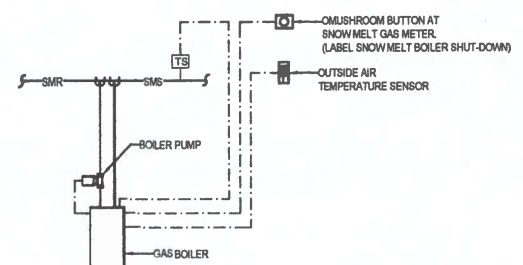 OMUSHROOM BUTTON AT
SNOW MELT GAS METER.
(LABEL SNOW MELT BOILER SHUT-DOWN)
TS
SMR
SMS
OUTSIDE AIR
TEMPERATURE SENSOR
BOILER PUMP
GAS BOILER